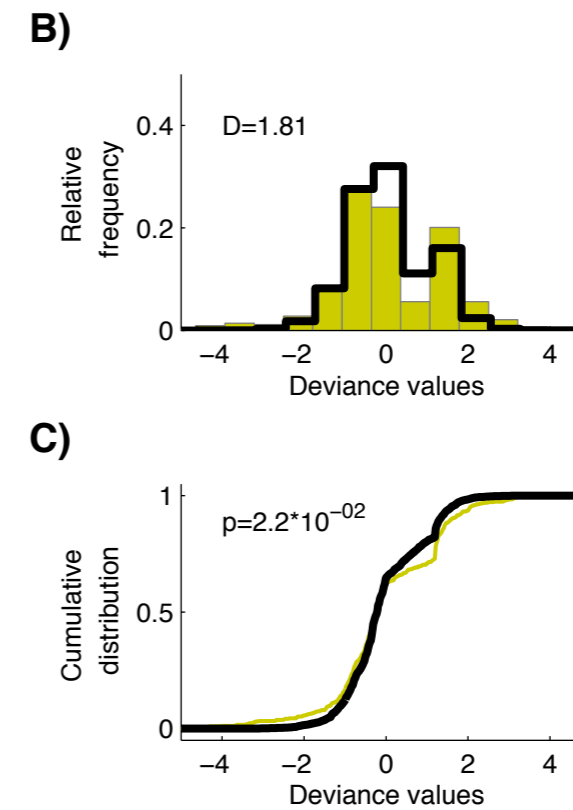 B)
Relative
frequency
0.4
0.2
0
D=1.81
−4 −2 0 2 4
Deviance values
C)
Cumulative
distribution
1
0.5
0
p=2.2*10−02
−4 −2 0 2 4
Deviance values